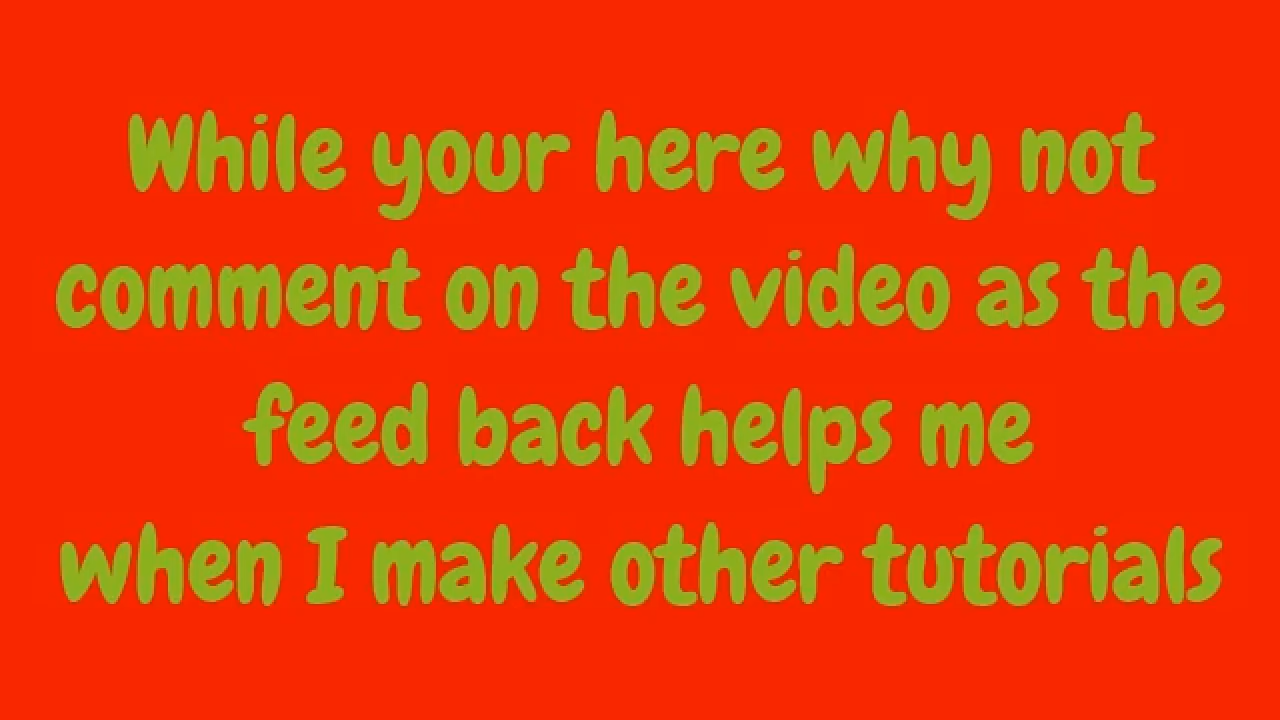 While your here why not
comment on the video as the
feed back helps me
when I make other tutorials